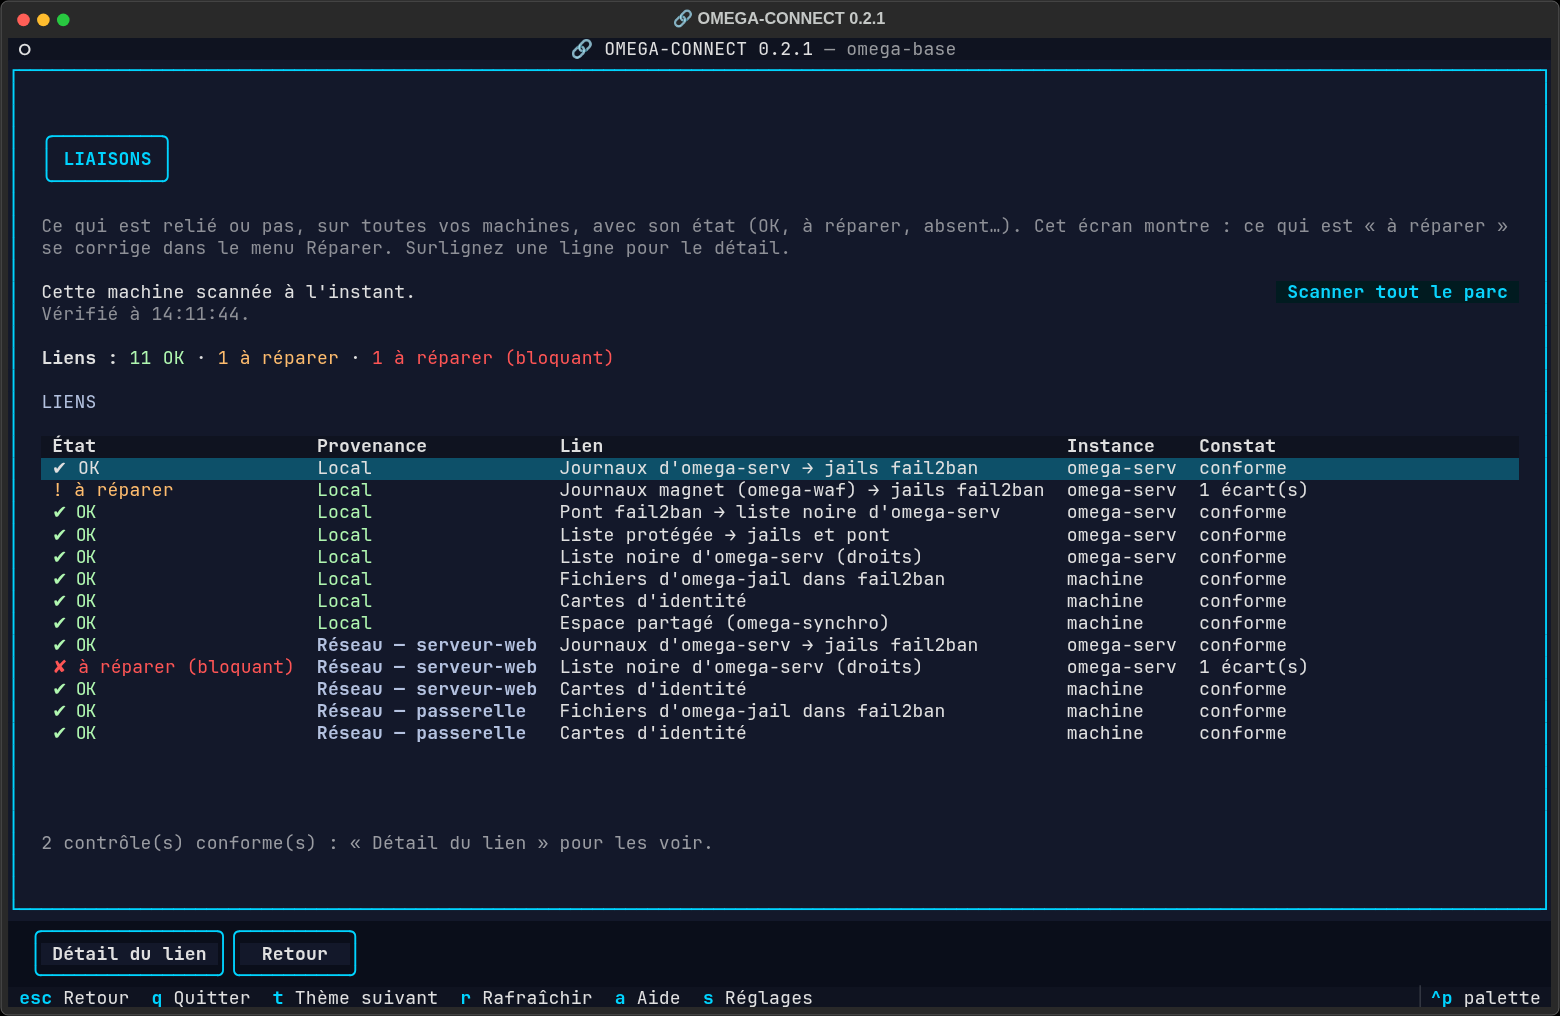 🔗 OMEGA-CONNECT 0.2.1
🔗 OMEGA-CONNECT 0.2.1 — omega-base
LIAISONS
Ce qui est relié ou pas, sur toutes vos machines, avec son état (OK, à réparer, absent…). Cet écran montre : ce qui est « à réparer »
se corrige dans le menu Réparer. Surlignez une ligne pour le détail.
Cette machine scannée à l'instant. Scanner tout le parc
Vérifié à 14:11:44.
Liens : 11 OK · 1 à réparer · 1 à réparer (bloquant)
LIENS
État Provenance Lien Instance Constat
✔ OK Local Journaux d'omega-serv → jails fail2ban omega-serv conforme
! à réparer Local Journaux magnet (omega-waf) → jails fail2ban omega-serv 1 écart(s)
✔ OK Local Pont fail2ban → liste noire d'omega-serv omega-serv conforme
✔ OK Local Liste protégée → jails et pont omega-serv conforme
✔ OK Local Liste noire d'omega-serv (droits) omega-serv conforme
✔ OK Local Fichiers d'omega-jail dans fail2ban machine conforme
✔ OK Local Cartes d'identité machine conforme
✔ OK Local Espace partagé (omega-synchro) machine conforme
✔ OK Réseau — serveur-web Journaux d'omega-serv → jails fail2ban omega-serv conforme
✘ à réparer (bloquant) Réseau — serveur-web Liste noire d'omega-serv (droits) omega-serv 1 écart(s)
✔ OK Réseau — serveur-web Cartes d'identité machine conforme
✔ OK Réseau — passerelle Fichiers d'omega-jail dans fail2ban machine conforme
✔ OK Réseau — passerelle Cartes d'identité machine conforme
2 contrôle(s) conforme(s) : « Détail du lien » pour les voir.
Détail du lien Retour
esc Retour q Quitter t Thème suivant r Rafraîchir a Aide s Réglages ^p palette